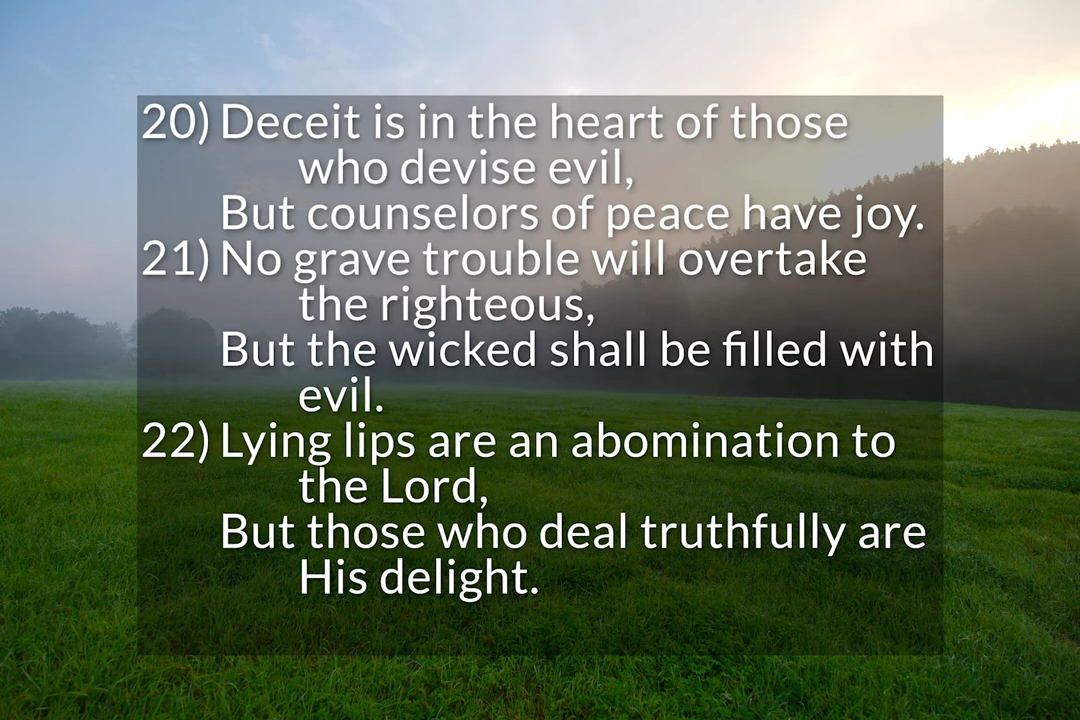 20) Deceit is in the heart of those
who devise evil,
But counselors of peace have joy.
21) No grave trouble will overtake
the righteous,
But the wicked shall be filled with
evil.
22) Lying lips are an abomination to
the Lord,
But those who deal truthfully are
His delight.